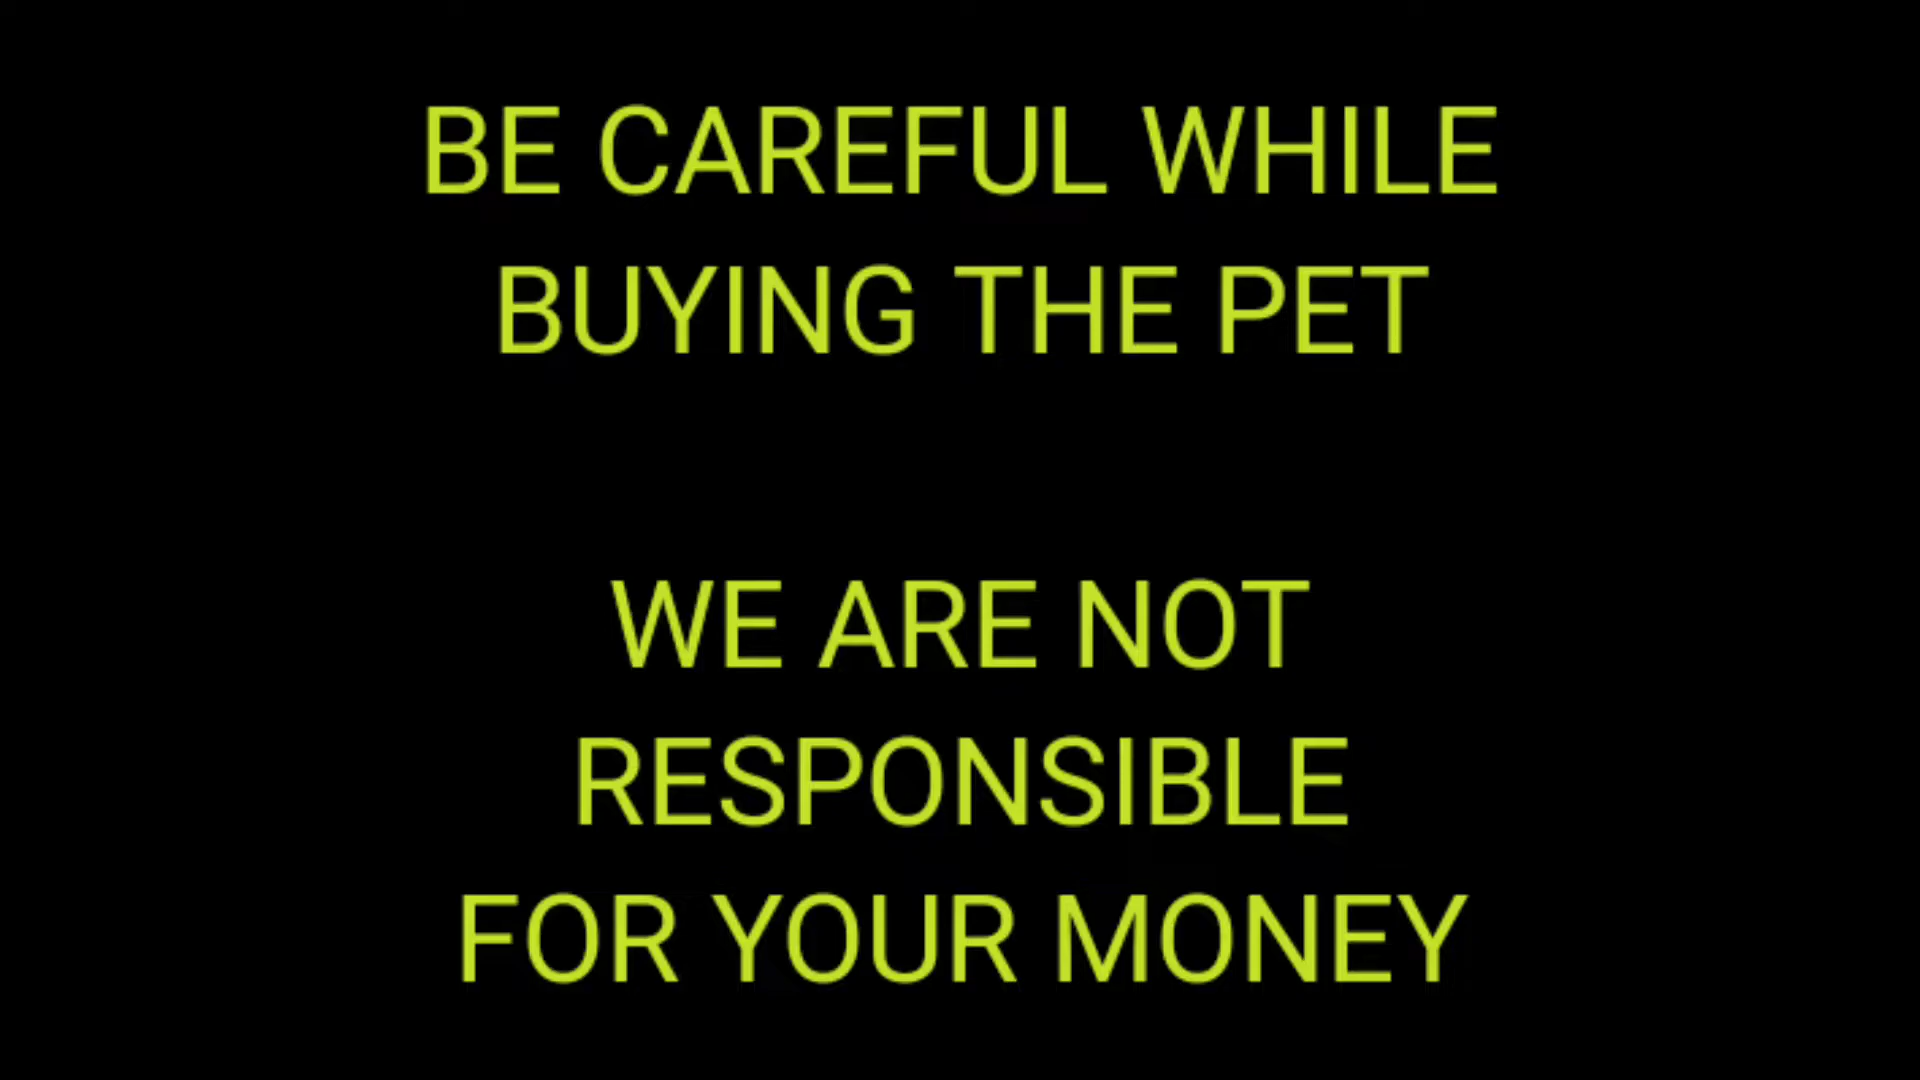 BE CAREFUL WHILE
BUYING THE PET
WE ARE NOT
RESPONSIBLE
FOR YOUR MONEY